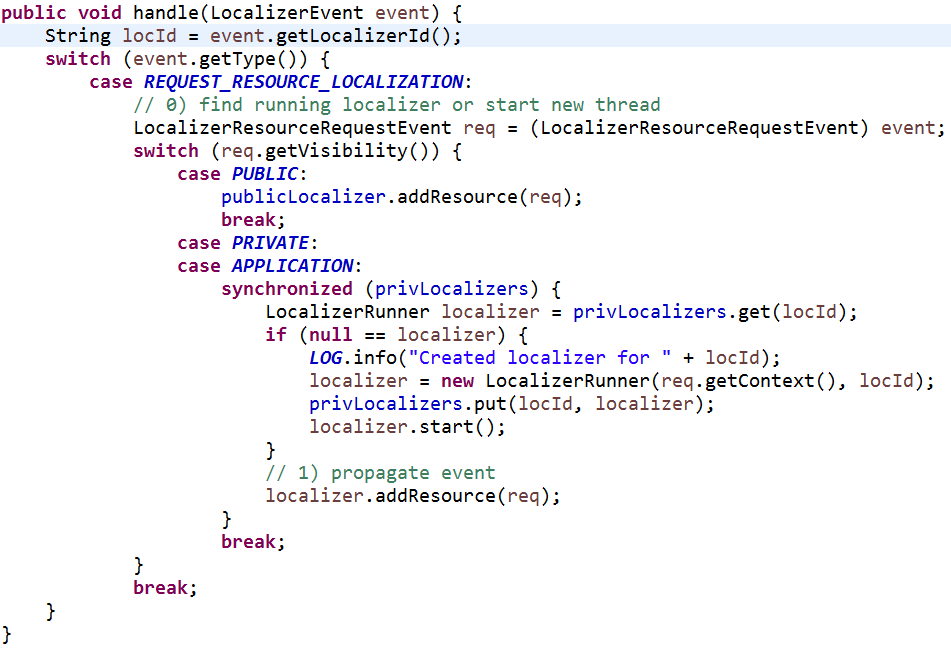 public void handle(LocalizerEvent event) {
    String locId = event.getLocalizerId();
    switch (event.getType()) {
        case REQUEST_RESOURCE_LOCALIZATION:
            // 0) find running localizer or start new thread
            LocalizerResourceRequestEvent req = (LocalizerResourceRequestEvent) event;
            switch (req.getVisibility()) {
                case PUBLIC:
                    publicLocalizer.addResource(req);
                    break;
                case PRIVATE:
                case APPLICATION:
                    synchronized (privLocalizers) {
                        LocalizerRunner localizer = privLocalizers.get(locId);
                        if (null == localizer) {
                            LOG.info("Created localizer for " + locId);
                            localizer = new LocalizerRunner(req.getContext(), locId);
                            privLocalizers.put(locId, localizer);
                            localizer.start();
                        }
                        // 1) propagate event
                        localizer.addResource(req);
                    }
                    break;
            }
            break;
    }
}